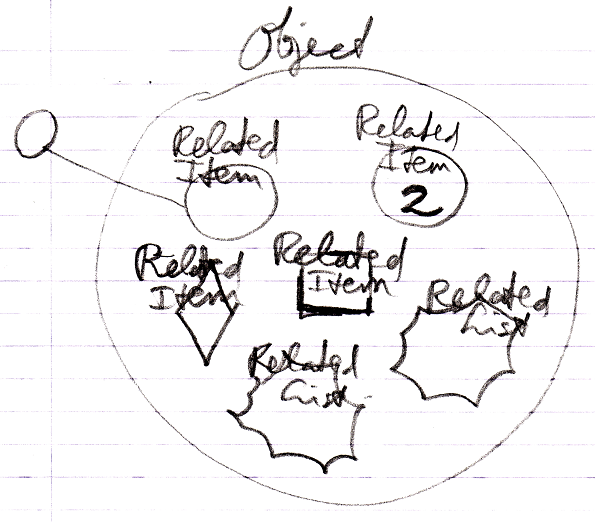 Object
Related
Item
Related
Item
2
Related
Item
Related
Item
Related
List
Related
List